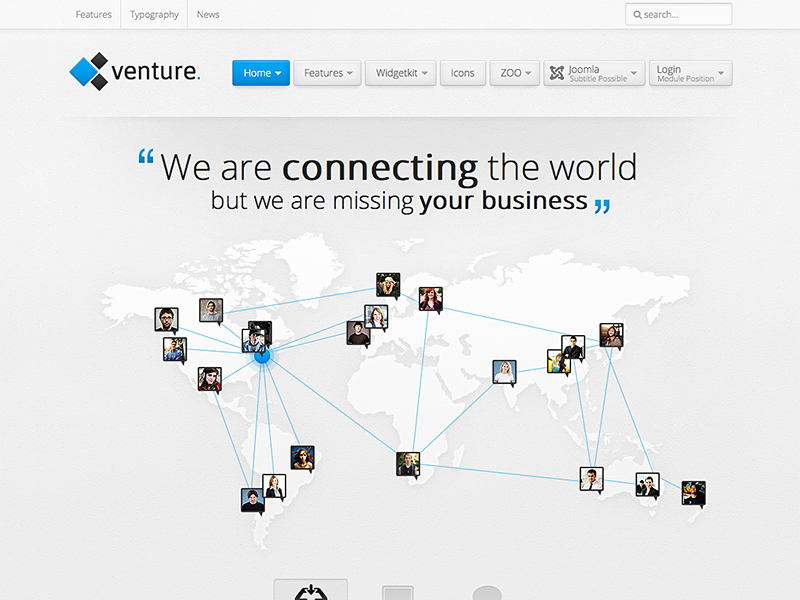 Features Typography News search...
venture.
Home Features Widgetkit Icons ZOO Joomla Login
Subtitle Possible Module Position
“ We are connecting the world
but we are missing your business ”